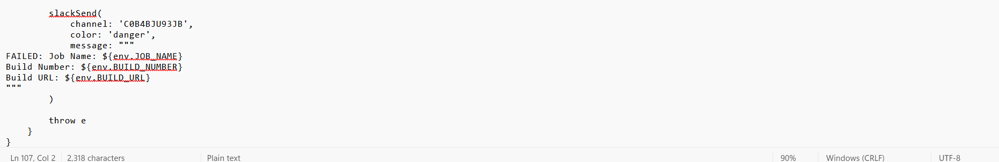 slackSend(
channel: 'C0B4BJU93JB',
color: 'danger',
message: """
FAILED: Job Name: ${env.JOB_NAME}
Build Number: ${env.BUILD_NUMBER}
Build URL: ${env.BUILD_URL}
"""
)
throw e
}
}
Ln 107, Col 2 2,318 characters Plain text 90% Windows (CRLF) UTF-8